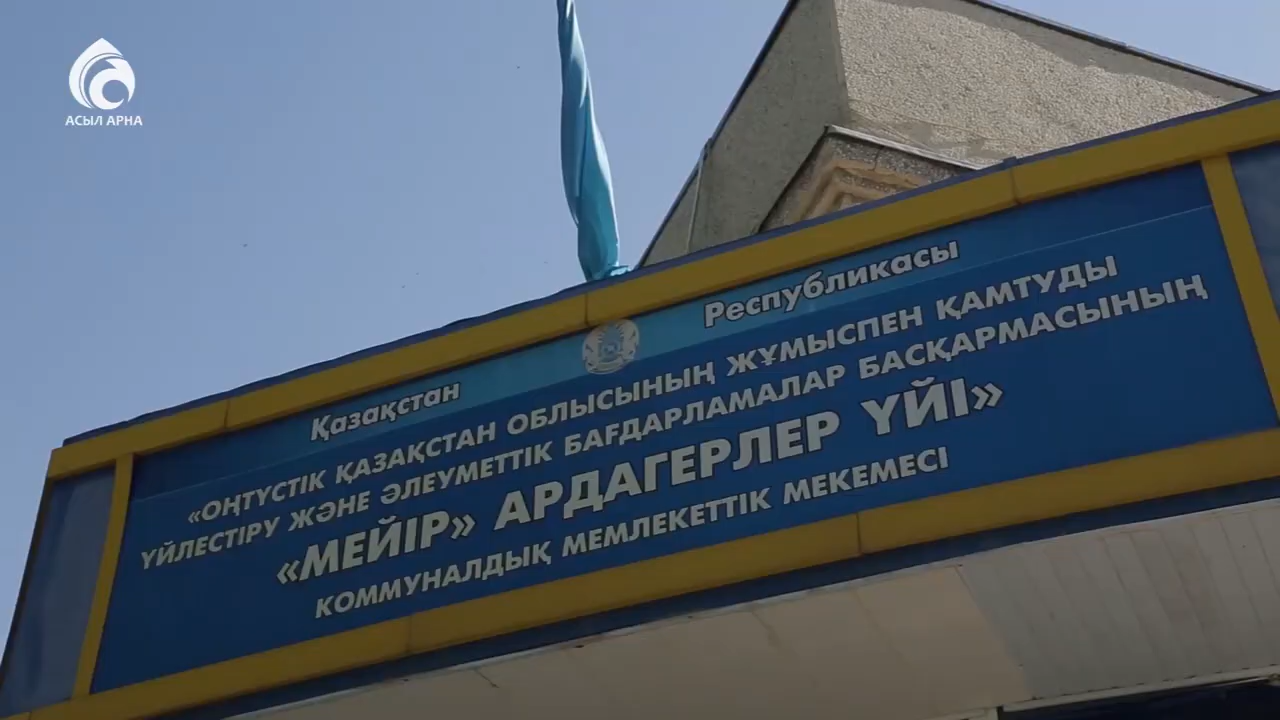 АСЫЛ АРНА
Қазақстан Республикасы
«ОҢТҮСТІК ҚАЗАҚСТАН ОБЛЫСЫНЫҢ ЖҰМЫСПЕН ҚАМТУДЫ
ҮЙЛЕСТІРУ ЖӘНЕ ӘЛЕУМЕТТІК БАҒДАРЛАМАЛАР БАСҚАРМАСЫНЫҢ
«МЕЙІР» АРДАГЕРЛЕР ҮЙІ»
КОММУНАЛДЫҚ МЕМЛЕКЕТТІК МЕКЕМЕСІ